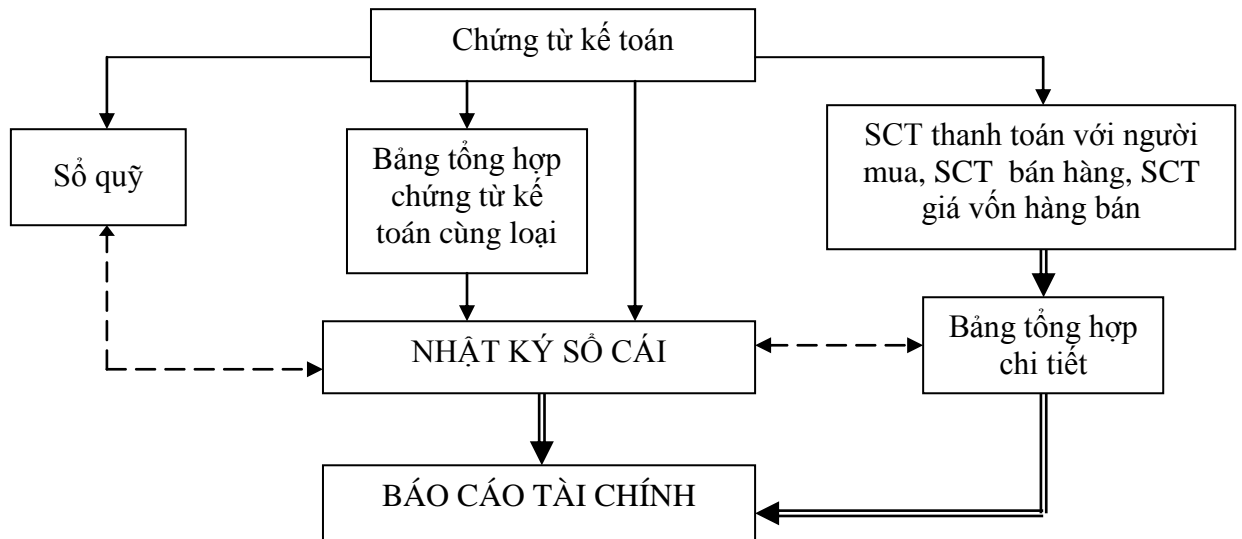 Chứng từ kế toán
Sổ quỹ
Bảng tổng hợp
chứng từ kế
toán cùng loại
SCT thanh toán với người
mua, SCT bán hàng, SCT
giá vốn hàng bán
NHẬT KÝ SỔ CÁI
Bảng tổng hợp
chi tiết
BÁO CÁO TÀI CHÍNH